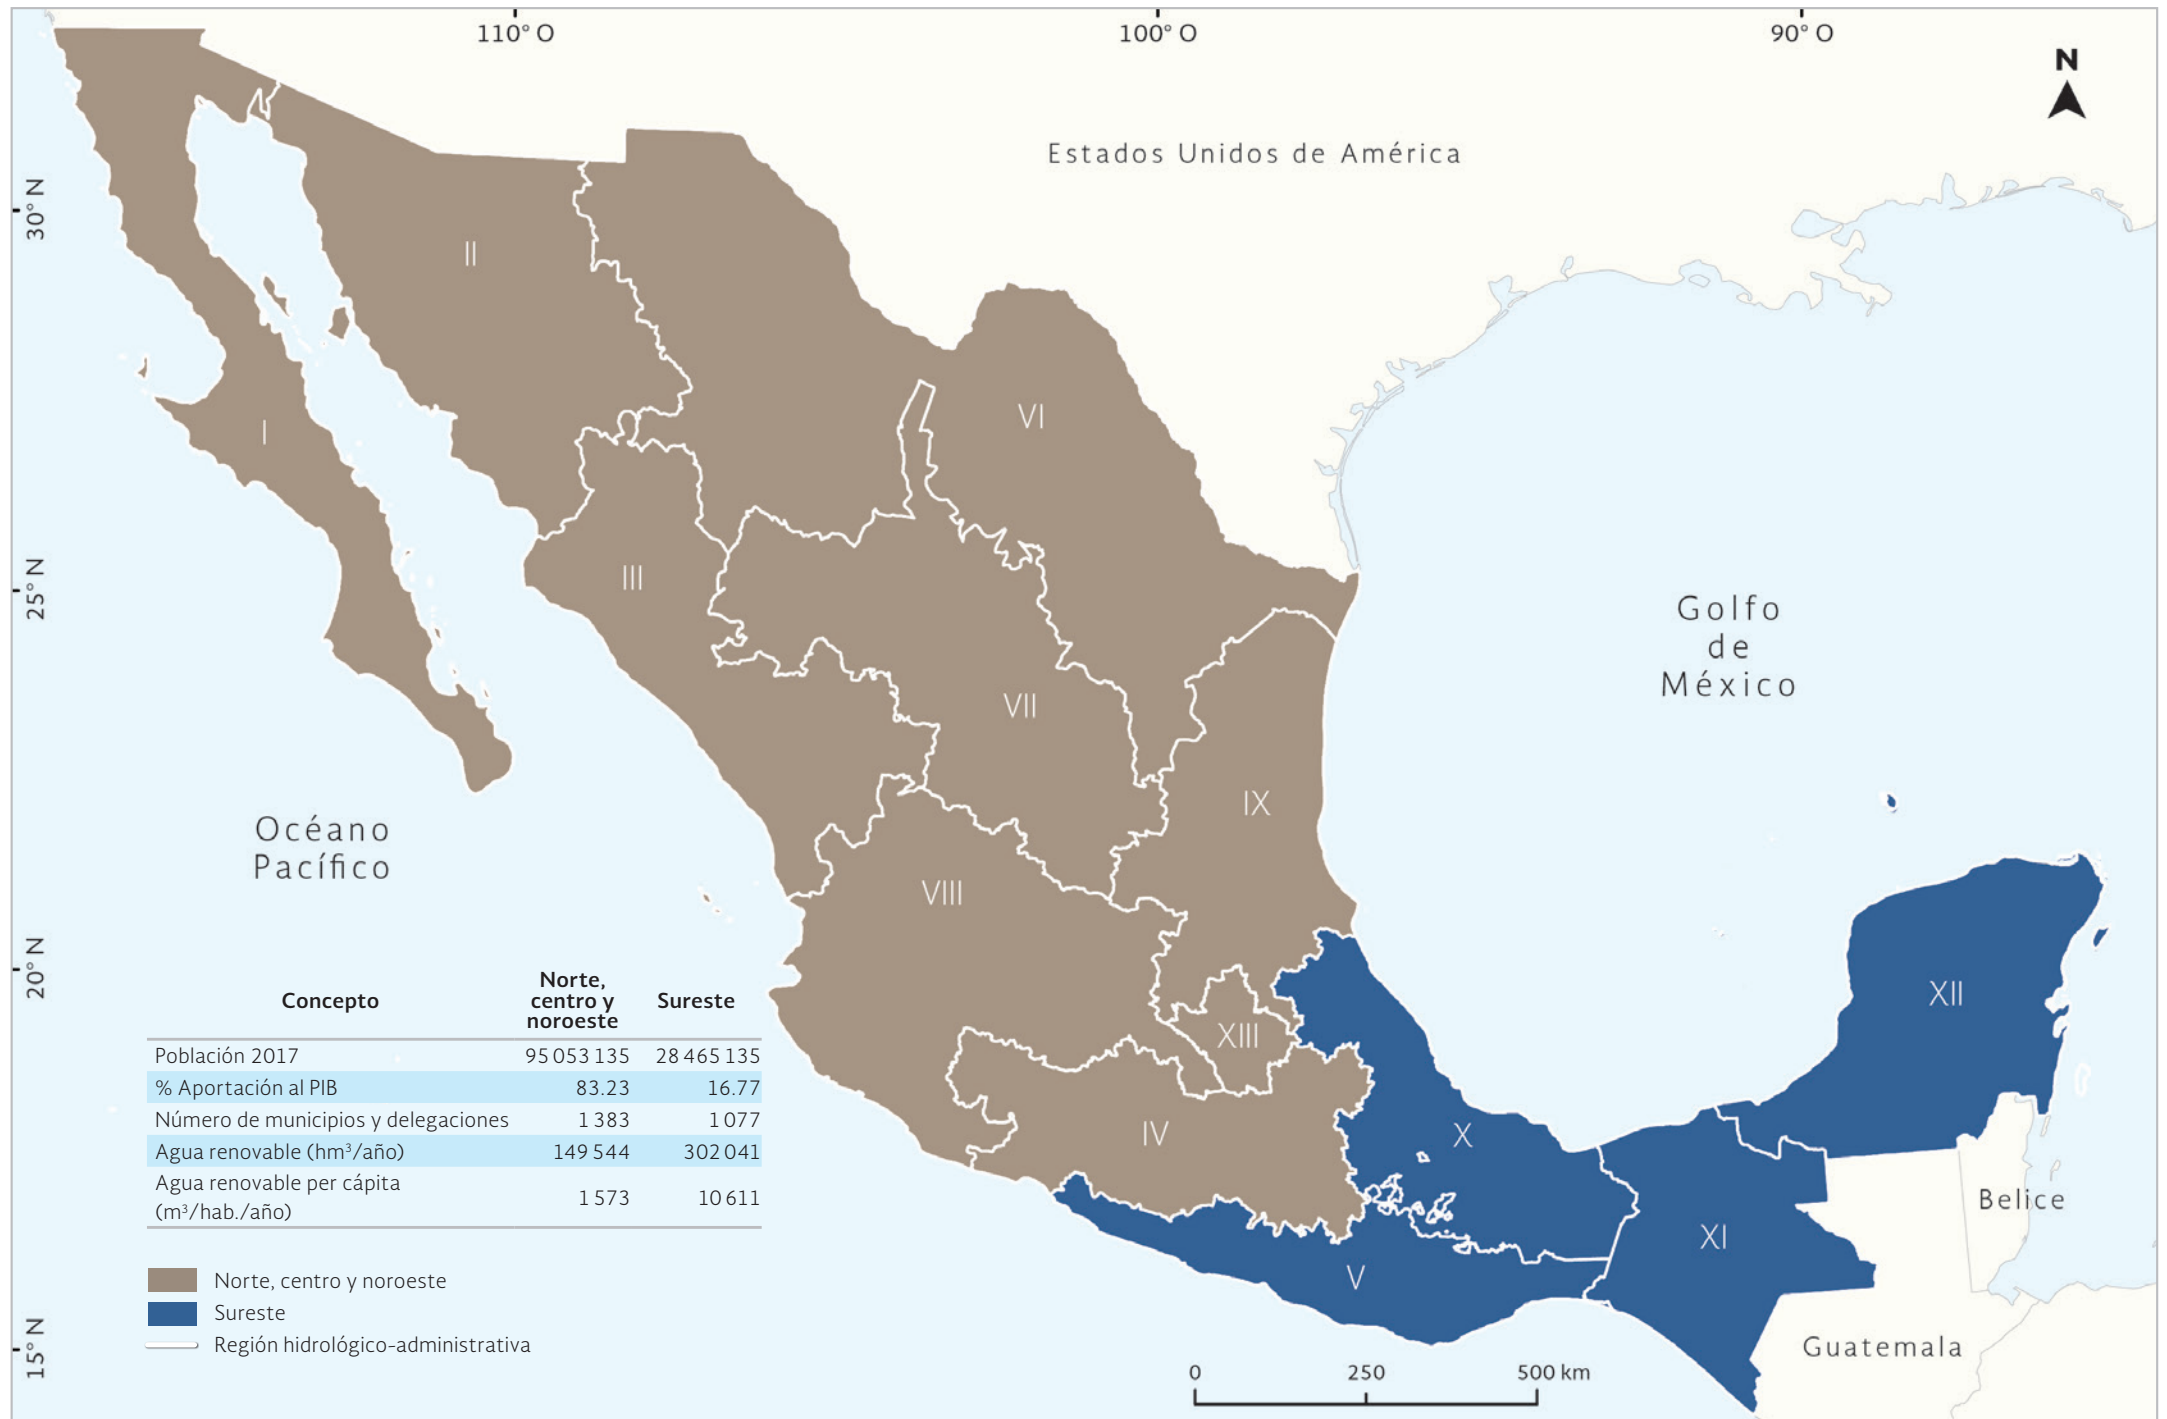 110° O
100° O
90° O
N
Estados Unidos de América
30° N
II
VI
I
25° N
III
Golfo
de
México
VII
IX
Océano
Pacífico
VIII
20° N
XII
XIII
IV
X
Belice
XI
V
Guatemala
15° N
Concepto
Norte,
centro y
noroeste
Sureste
Población 2017 95 053 135 28 465 135
% Aportación al PIB 83.23 16.77
Número de municipios y delegaciones 1 383 1 077
Agua renovable (hm³/año) 149 544 302 041
Agua renovable per cápita
(m³/hab./año) 1 573 10 611
Norte, centro y noroeste
Sureste
Región hidrológico-administrativa
0 250 500 km